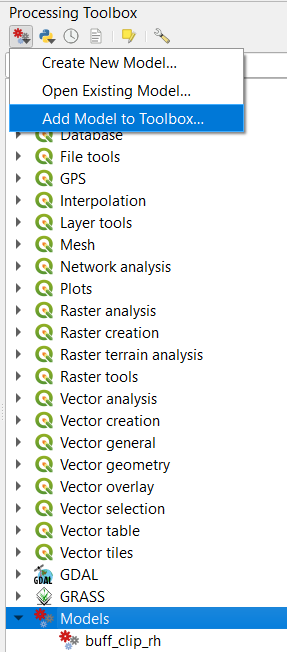 Processing Toolbox
Create New Model...
Open Existing Model...
Add Model to Toolbox...
Database
File tools
GPS
Interpolation
Layer tools
Mesh
Network analysis
Plots
Raster analysis
Raster creation
Raster terrain analysis
Raster tools
Vector analysis
Vector creation
Vector general
Vector geometry
Vector overlay
Vector selection
Vector table
Vector tiles
GDAL GDAL
GRASS
Models
buff_clip_rh